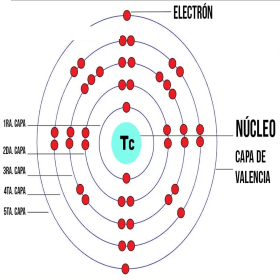 ELECTRÓN
1RA. CAPA
2DA. CAPA
3RA. CAPA
4TA. CAPA
5TA. CAPA
Tc
NÚCLEO
CAPA DE
VALENCIA